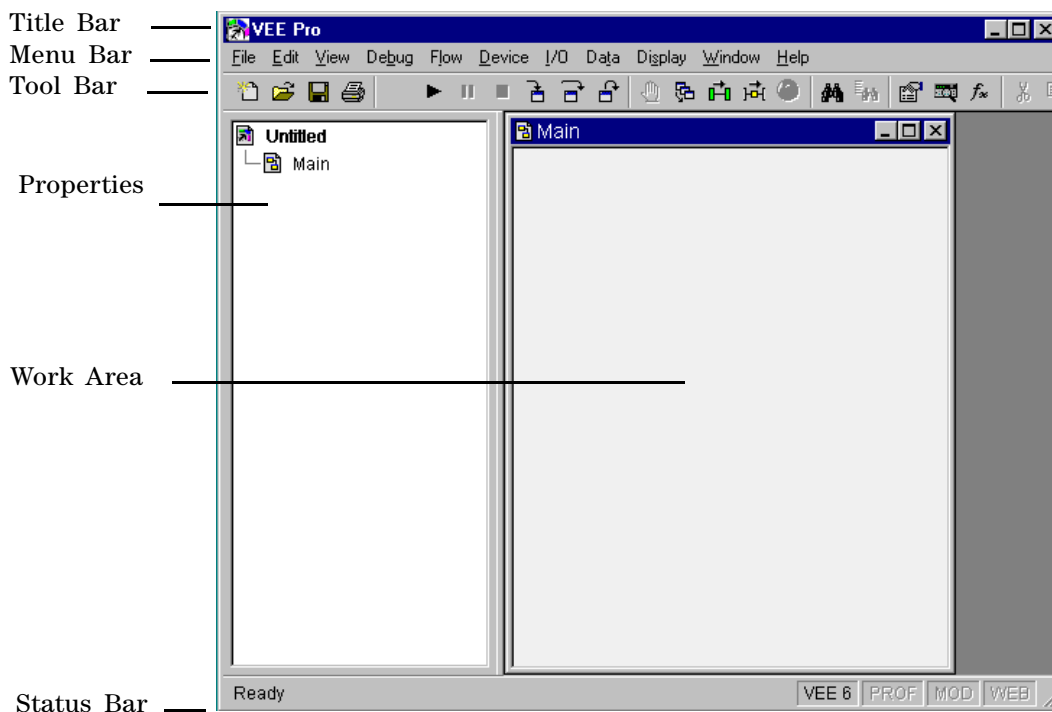 Title Bar
VEE Pro
Menu Bar
File Edit View Debug Flow Device I/O Data Display Window Help
Tool Bar
Untitled
Main
Main
Properties
Work Area
Status Bar
Ready
VEE 6 PROF MOD WEB